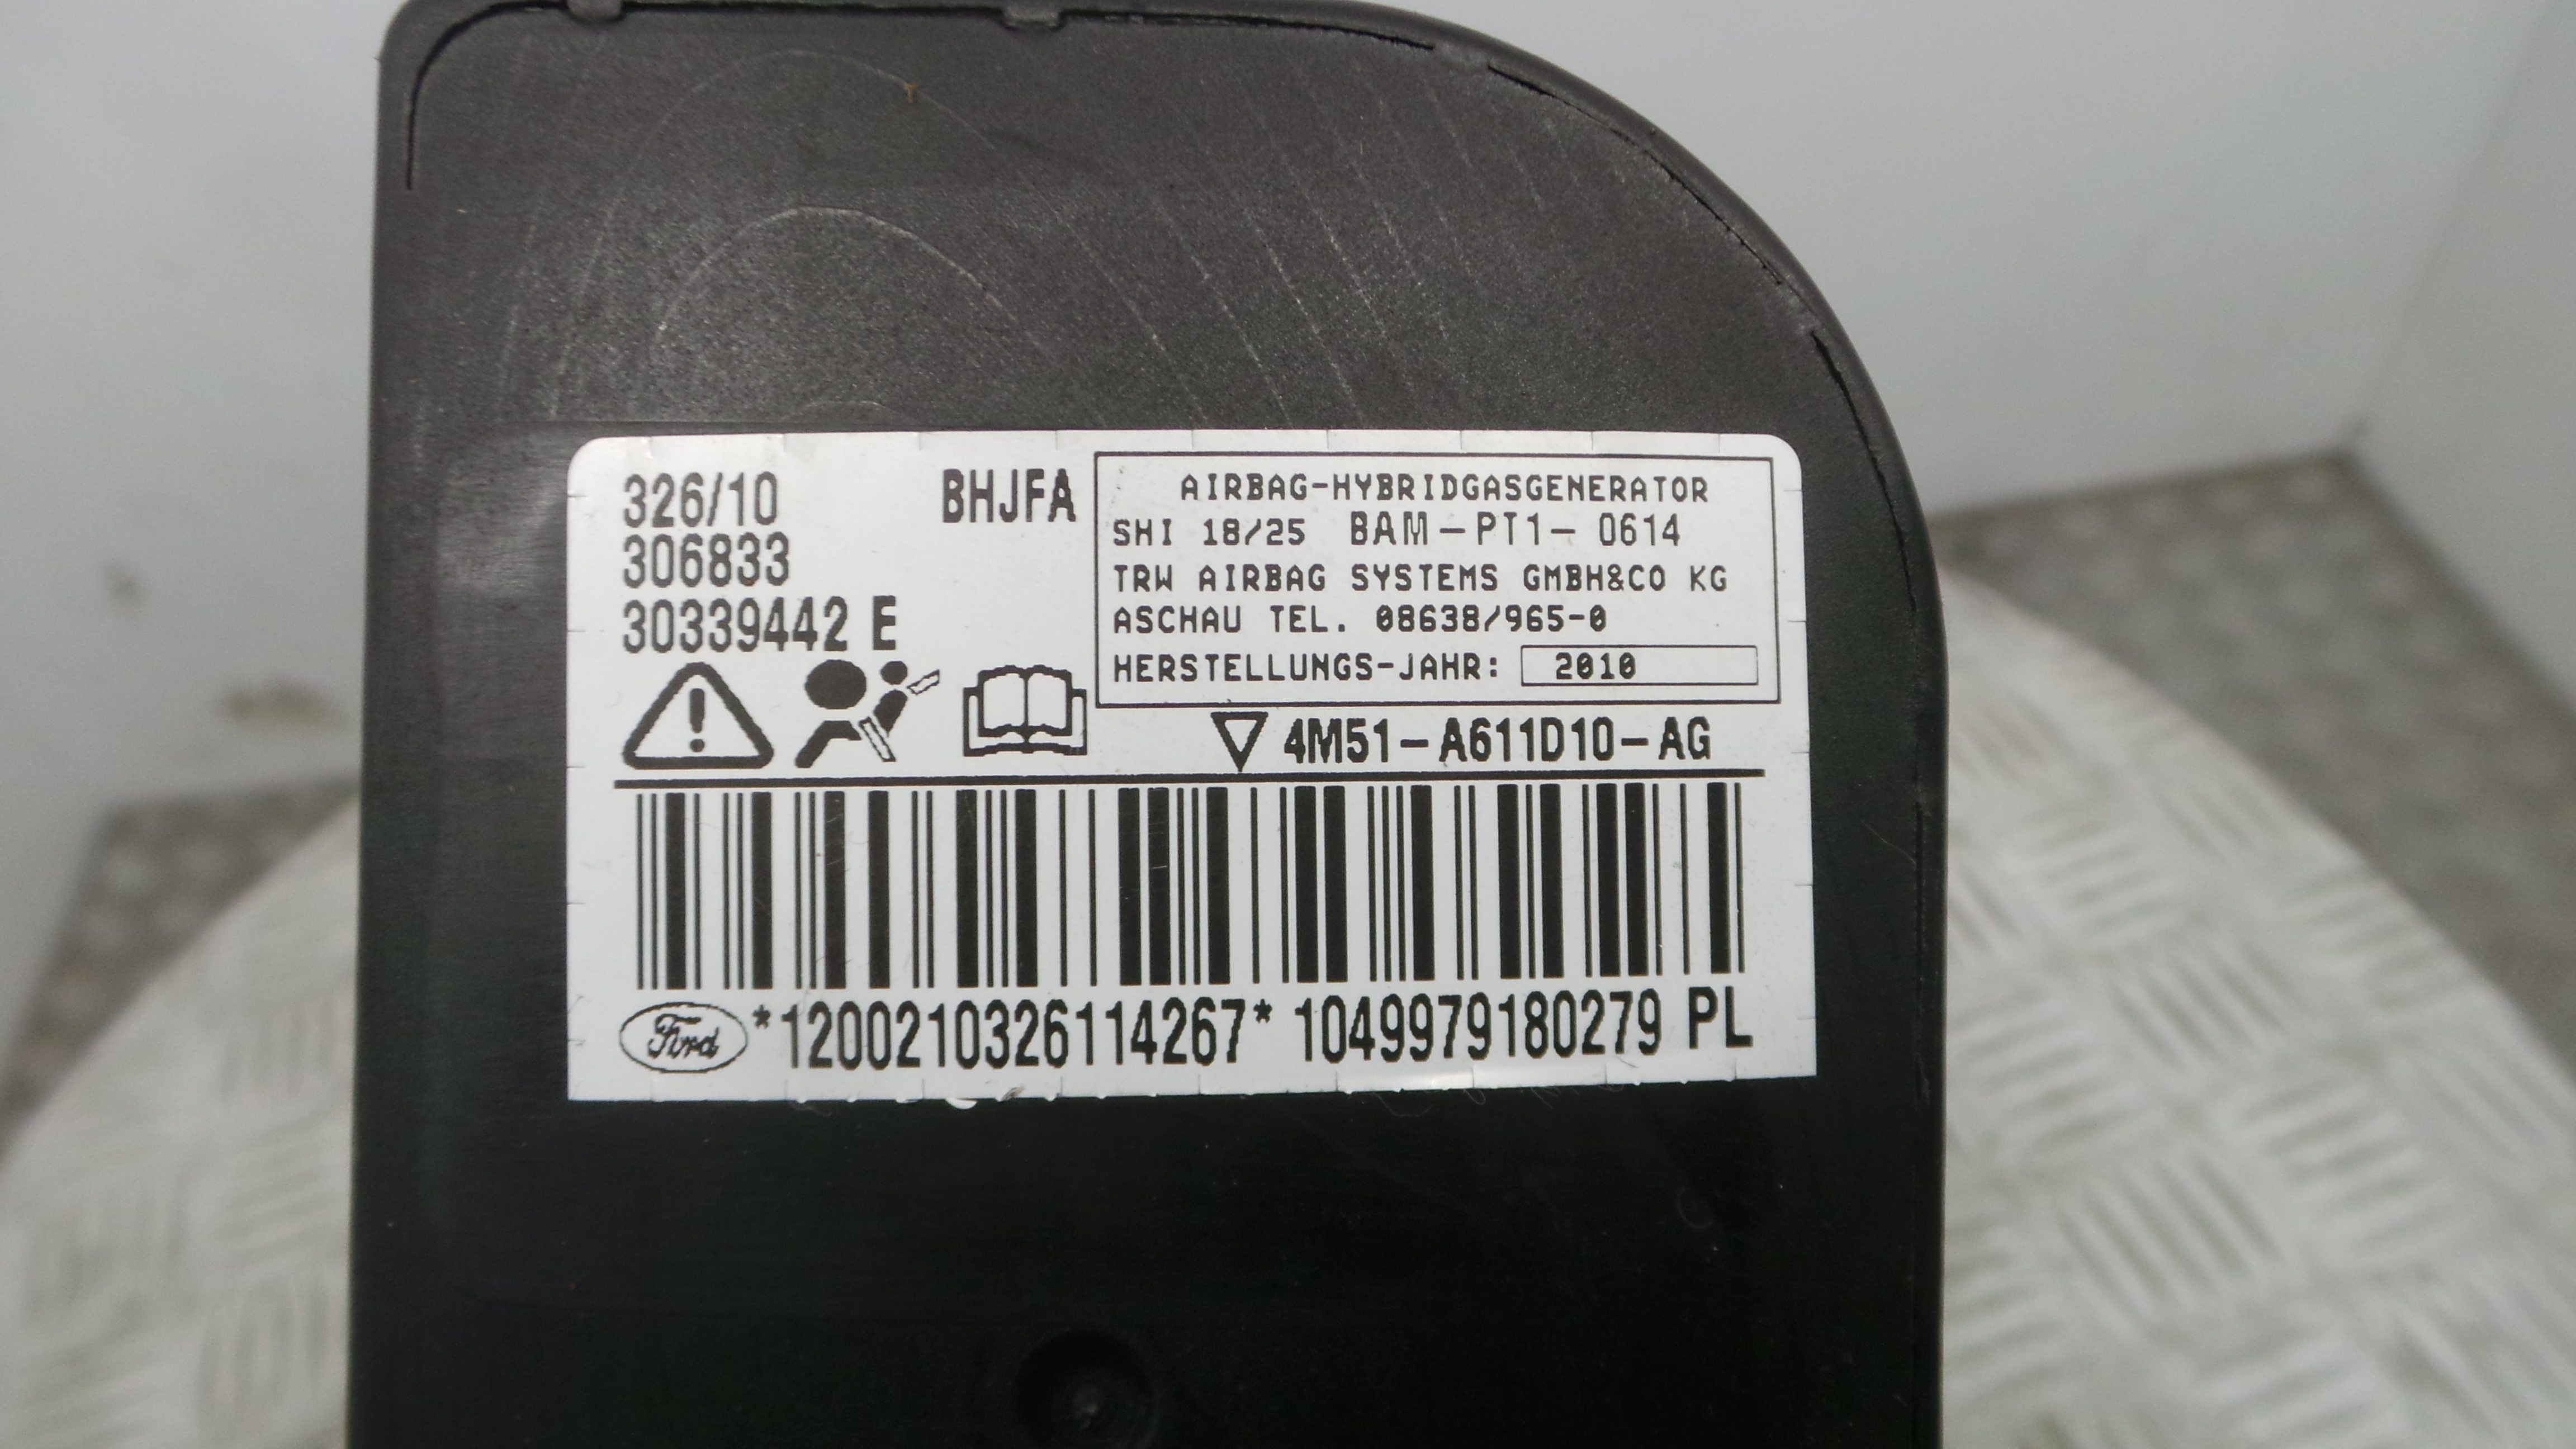 326/10 BHJFA
306833
30339442 E
AIRBAG-HYBRIDGASGENERATOR
SHI 18/25 BAM-PT1- 0614
TRW AIRBAG SYSTEMS GMBH&CO KG
ASCHAU TEL. 08638/965-0
HERSTELLUNGS-JAHR: 2010
4M51-A611D10-AG
Ford *1200210326114267* 1049979180279 PL